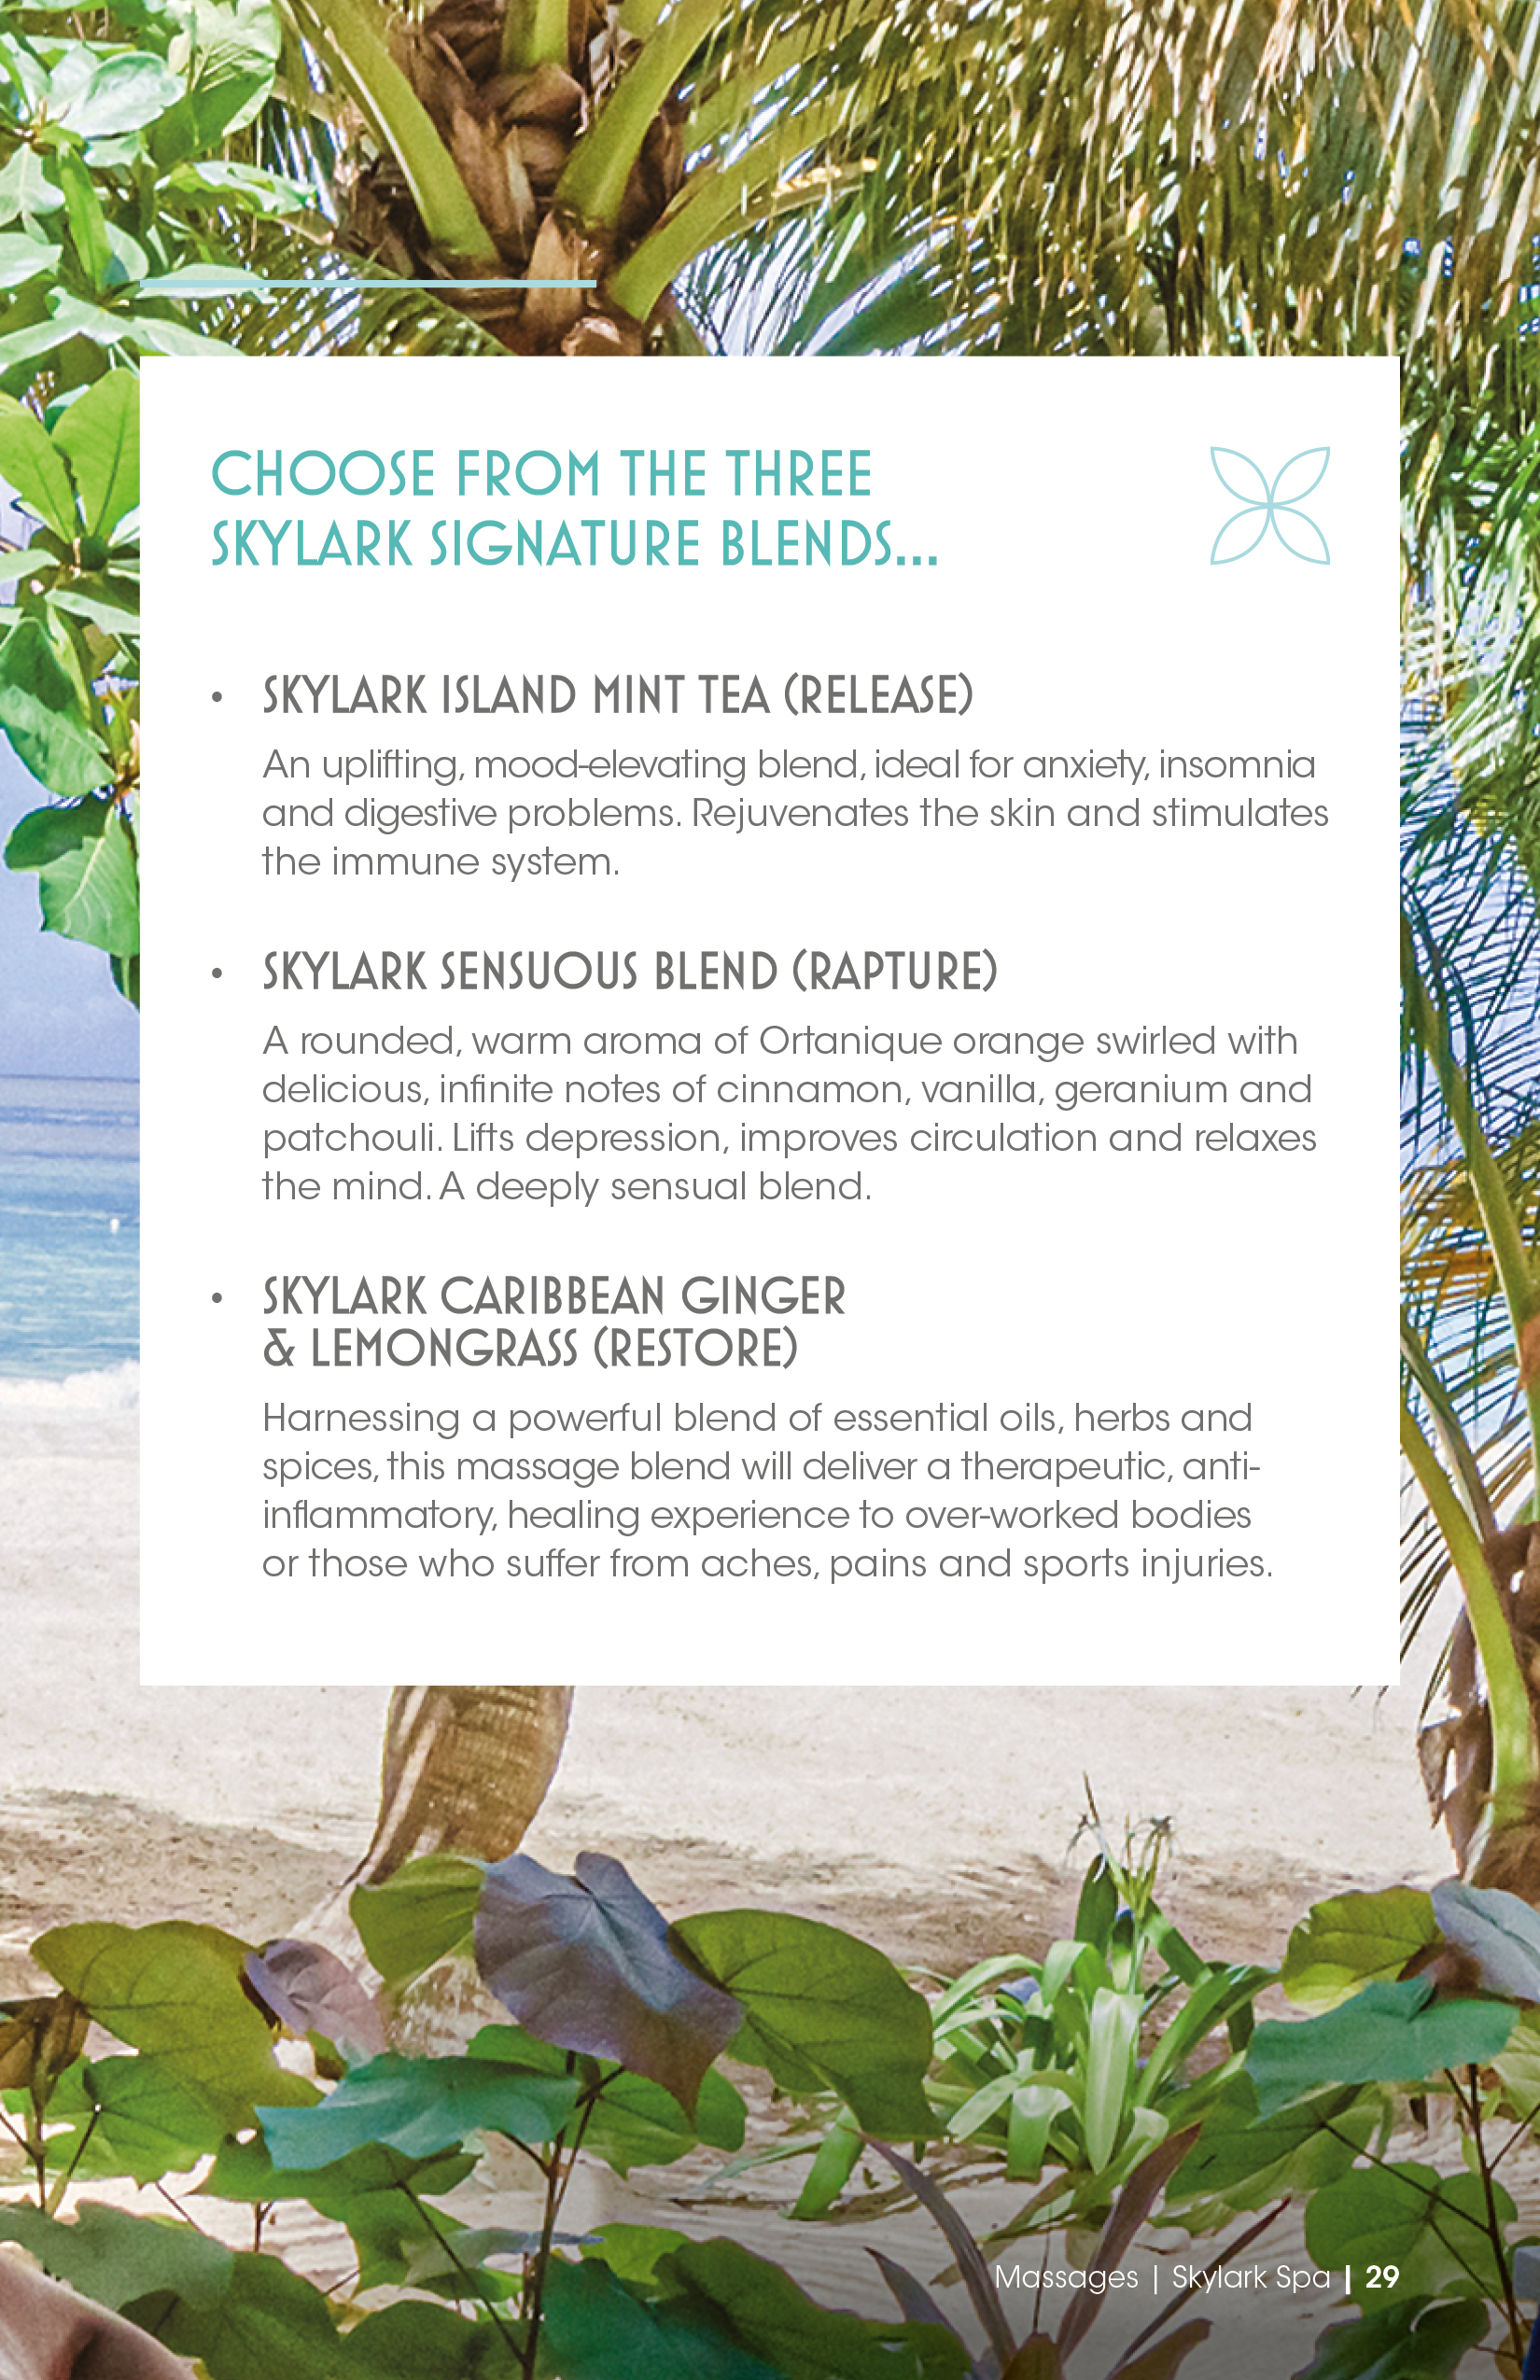 CHOOSE FROM THE THREE
SKYLARK SIGNATURE BLENDS...
• SKYLARK ISLAND MINT TEA (RELEASE)
An uplifting, mood-elevating blend, ideal for anxiety, insomnia
and digestive problems. Rejuvenates the skin and stimulates
the immune system.
• SKYLARK SENSUOUS BLEND (RAPTURE)
A rounded, warm aroma of Ortanique orange swirled with
delicious, infinite notes of cinnamon, vanilla, geranium and
patchouli. Lifts depression, improves circulation and relaxes
the mind. A deeply sensual blend.
• SKYLARK CARIBBEAN GINGER
& LEMONGRASS (RESTORE)
Harnessing a powerful blend of essential oils, herbs and
spices, this massage blend will deliver a therapeutic, anti-
inflammatory, healing experience to over-worked bodies
or those who suffer from aches, pains and sports injuries.
Massages | Skylark Spa | 29